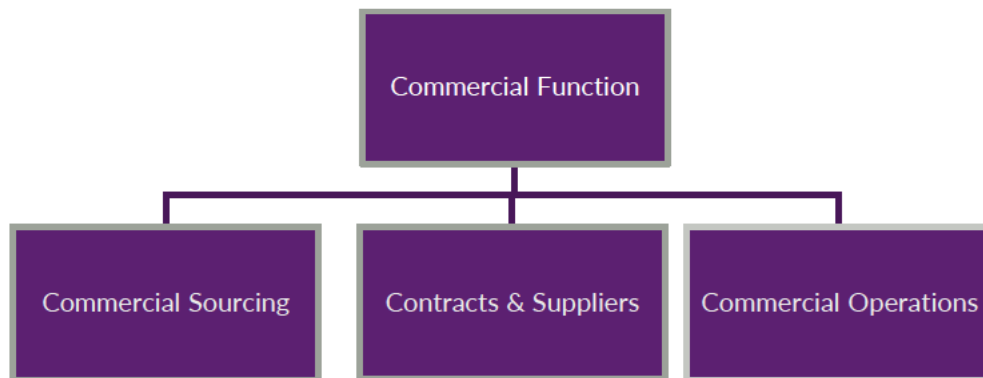 Commercial Function
Commercial Sourcing
Contracts & Suppliers
Commercial Operations